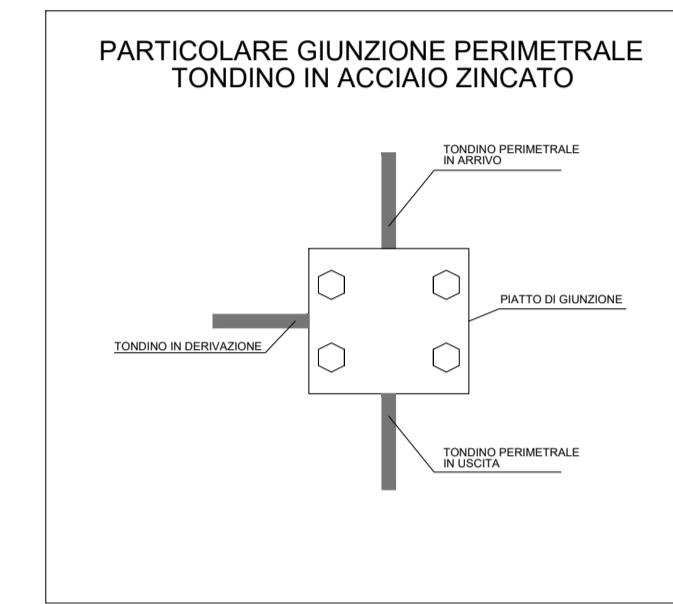 PARTICOLARE GIUNZIONE PERIMETRALE
TONDINO IN ACCIAIO ZINCATO
TONDINO PERIMETRALE
IN ARRIVO
PIATTO DI GIUNZIONE
TONDINO IN DERIVAZIONE
TONDINO PERIMETRALE
IN USCITA